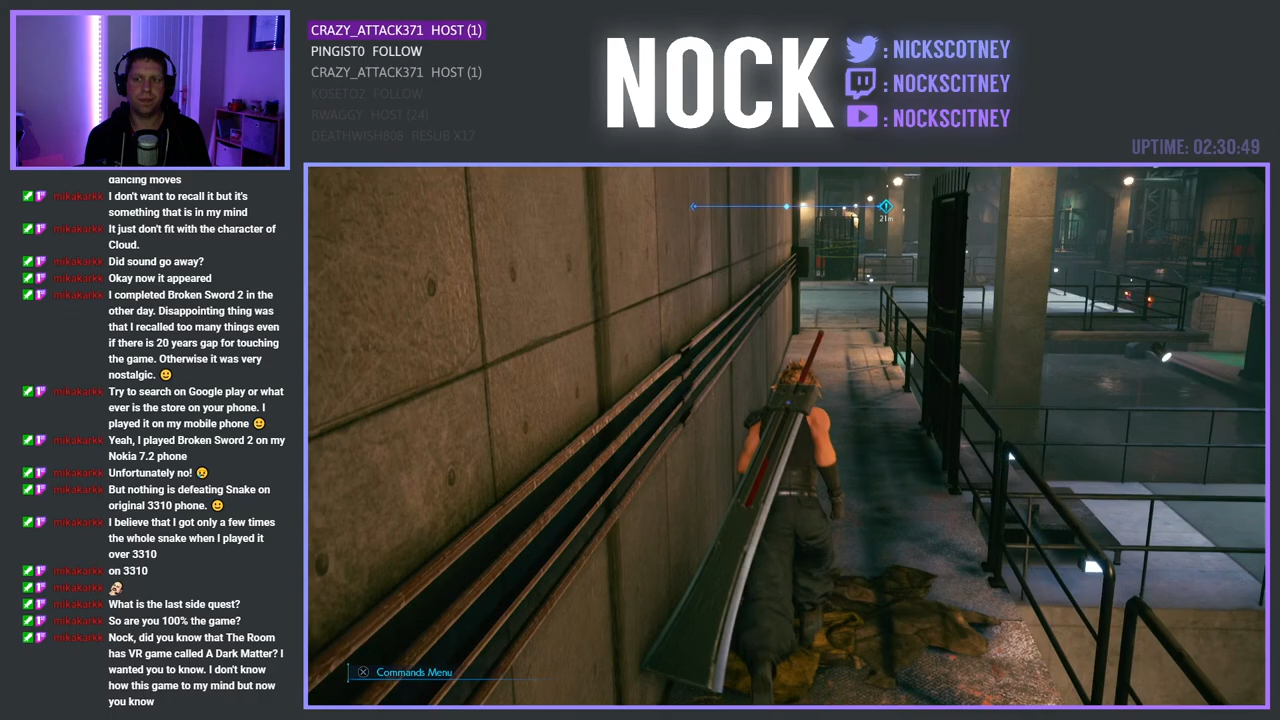 CRAZY_ATTACK371 HOST (1)
PINGIST0 FOLLOW
CRAZY_ATTACK371 HOST (1)
KOSETO2 FOLLOW
RWAGGY HOST (24)
DEATHWISH808 RESUB X17
NOCK
: NICKSCOTNEY
: NOCKSCITNEY
: NOCKSCITNEY
UPTIME: 02:30:49
dancing moves
mikakarkk I don't want to recall it but it's
something that is in my mind
mikakarkk It just don't fit with the character of
Cloud.
mikakarkk Did sound go away?
mikakarkk Okay now it appeared
mikakarkk I completed Broken Sword 2 in the
other day. Disappointing thing was
that I recalled too many things even
if there is 20 years gap for touching
the game. Otherwise it was very
nostalgic. 😀
mikakarkk Try to search on Google play or what
ever is the store on your phone. I
played it on my mobile phone 😀
mikakarkk Yeah, I played Broken Sword 2 on my
Nokia 7.2 phone
mikakarkk Unfortunately no! 😢
mikakarkk But nothing is defeating Snake on
original 3310 phone. 😀
mikakarkk I believe that I got only a few times
the whole snake when I played it
over 3310
mikakarkk on 3310
mikakarkk
mikakarkk What is the last side quest?
mikakarkk So are you 100% the game?
mikakarkk Nock, did you know that The Room
has VR game called A Dark Matter? I
wanted you to know. I don't know
how this game to my mind but now
you know
21m
Commands Menu